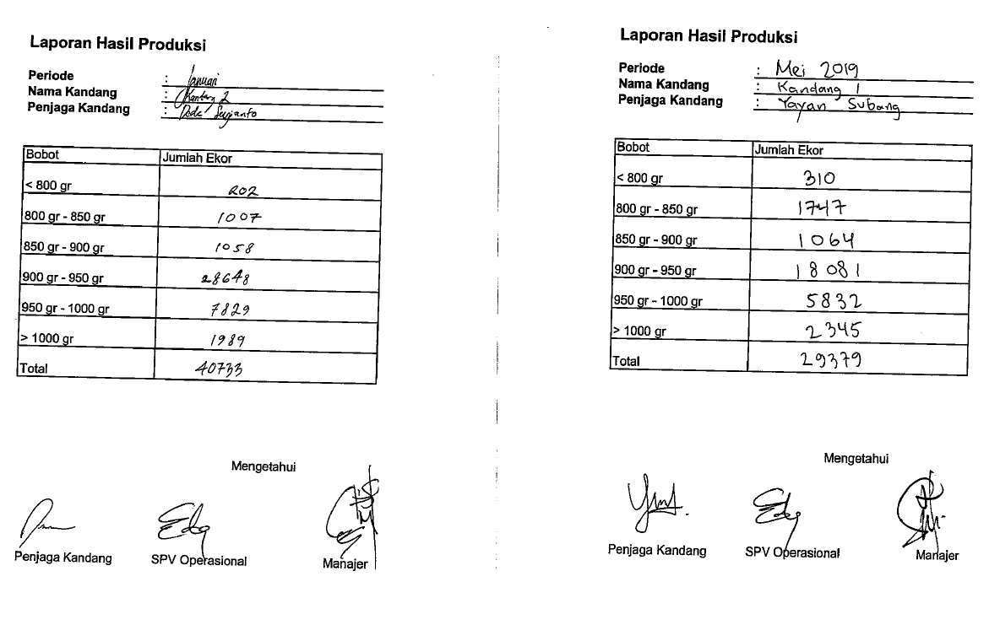 Laporan Hasil Produksi
Periode : Januari
Nama Kandang : Kandang 2
Penjaga Kandang : Dede Supianto
Bobot Jumlah Ekor
< 800 gr 202
800 gr - 850 gr 1007
850 gr - 900 gr 1058
900 gr - 950 gr 28648
950 gr - 1000 gr 7829
> 1000 gr 1989
Total 40733
Mengetahui
Penjaga Kandang SPV Operasional Manajer
Laporan Hasil Produksi
Periode : Mei 2019
Nama Kandang : Kandang 1
Penjaga Kandang : Yayan Subang
Bobot Jumlah Ekor
< 800 gr 310
800 gr - 850 gr 1747
850 gr - 900 gr 1064
900 gr - 950 gr 18081
950 gr - 1000 gr 5832
> 1000 gr 2345
Total 29379
Mengetahui
Penjaga Kandang SPV Operasional Manajer